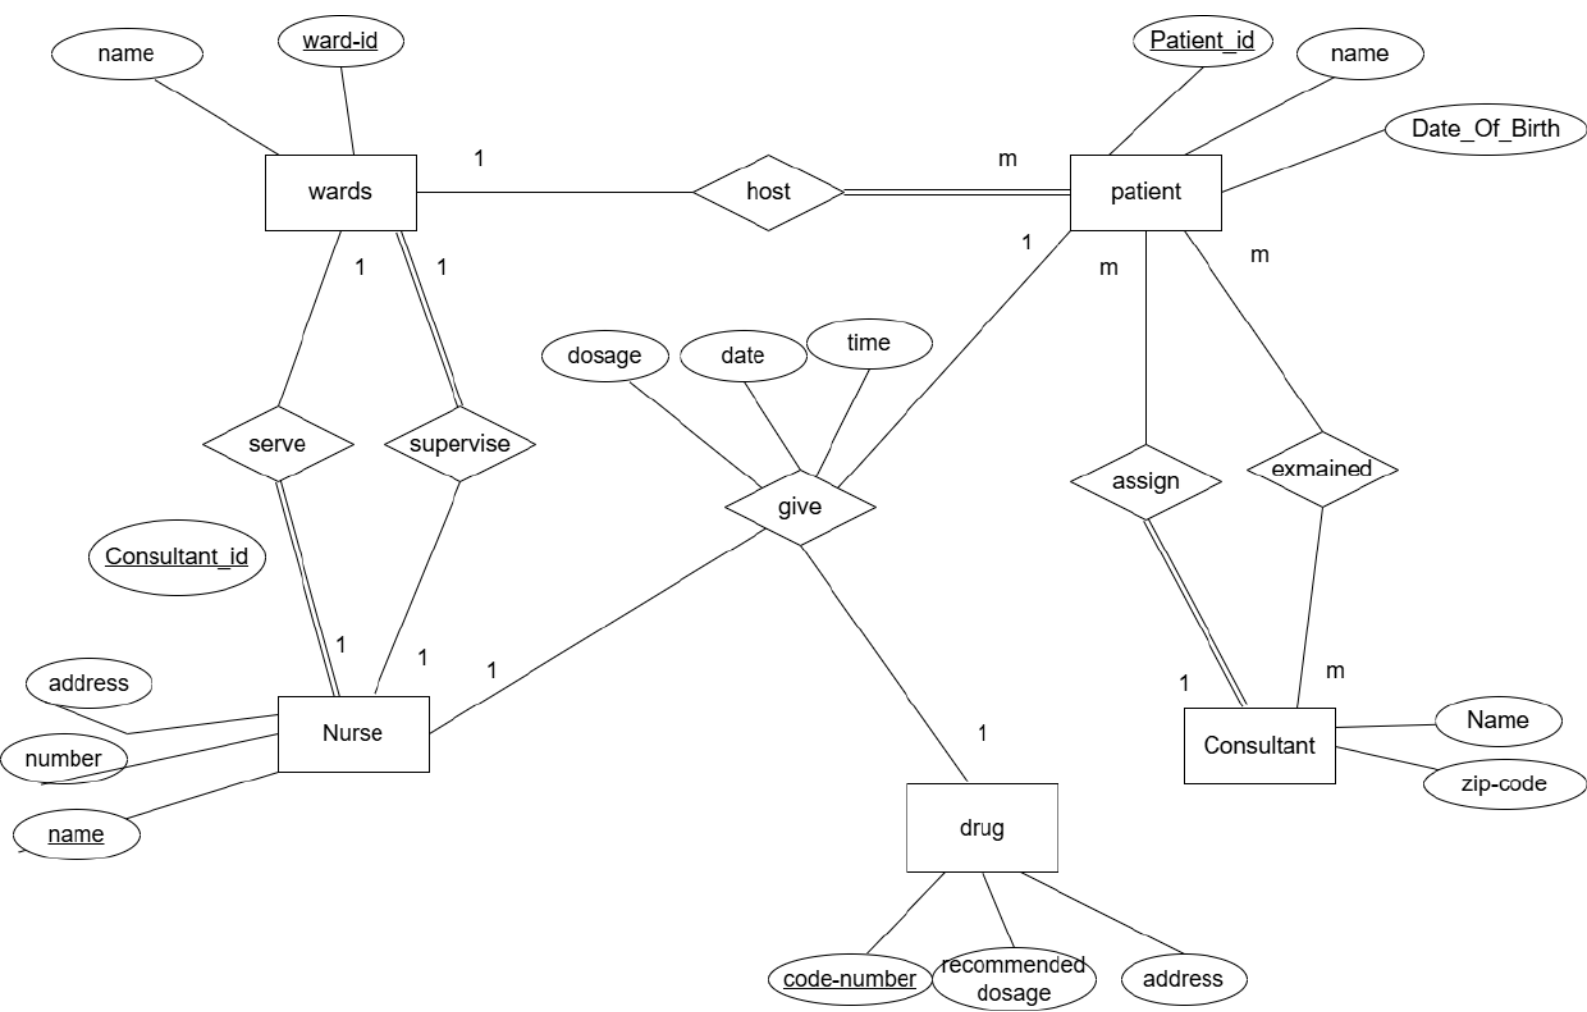 name
ward-id
Patient_id
name
Date_Of_Birth
wards
1
host
m
patient
1
1
1
m
m
dosage
date
time
serve
supervise
give
assign
exmained
Consultant_id
1
1
1
1
m
address
number
name
Nurse
1
Consultant
Name
zip-code
drug
code-number
recommended
dosage
address